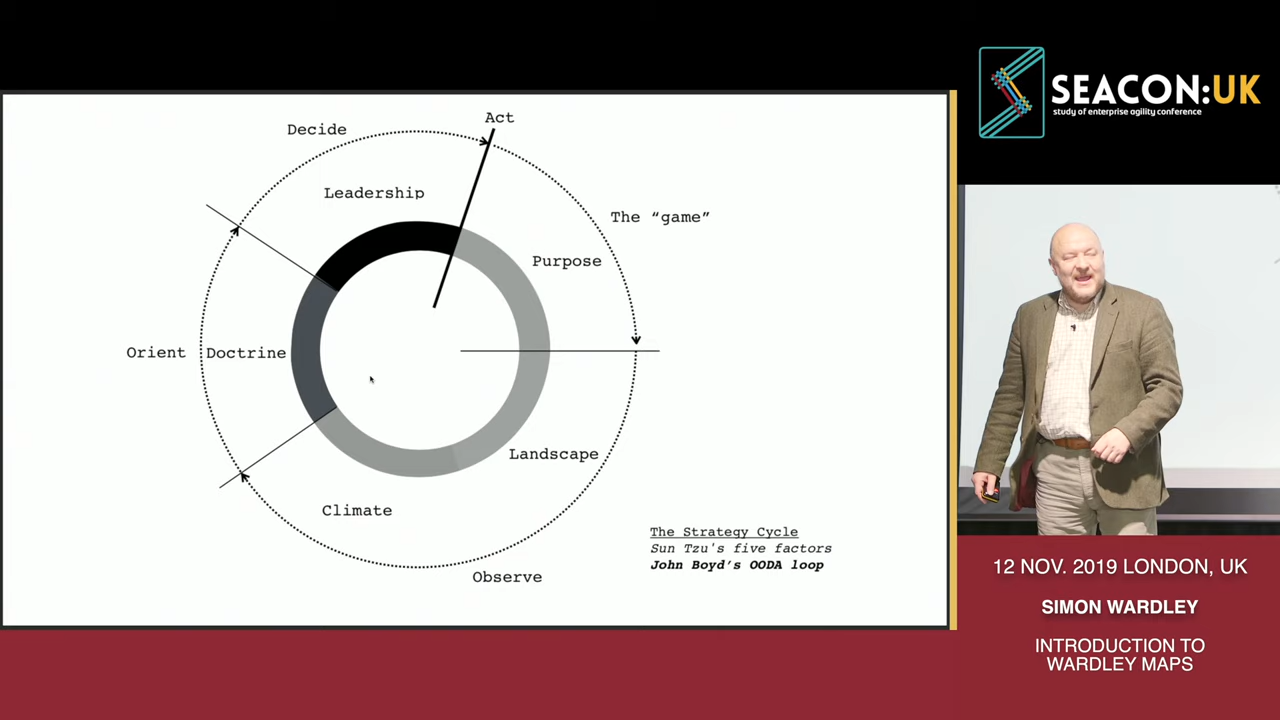 Act
Decide
Leadership
The “game”
Purpose
Orient
Doctrine
Landscape
Climate
Observe
The Strategy Cycle
Sun Tzu's five factors
John Boyd’s OODA loop
SEACON:UK
study of enterprise agility conference
12 NOV. 2019 LONDON, UK
SIMON WARDLEY
INTRODUCTION TO
WARDLEY MAPS